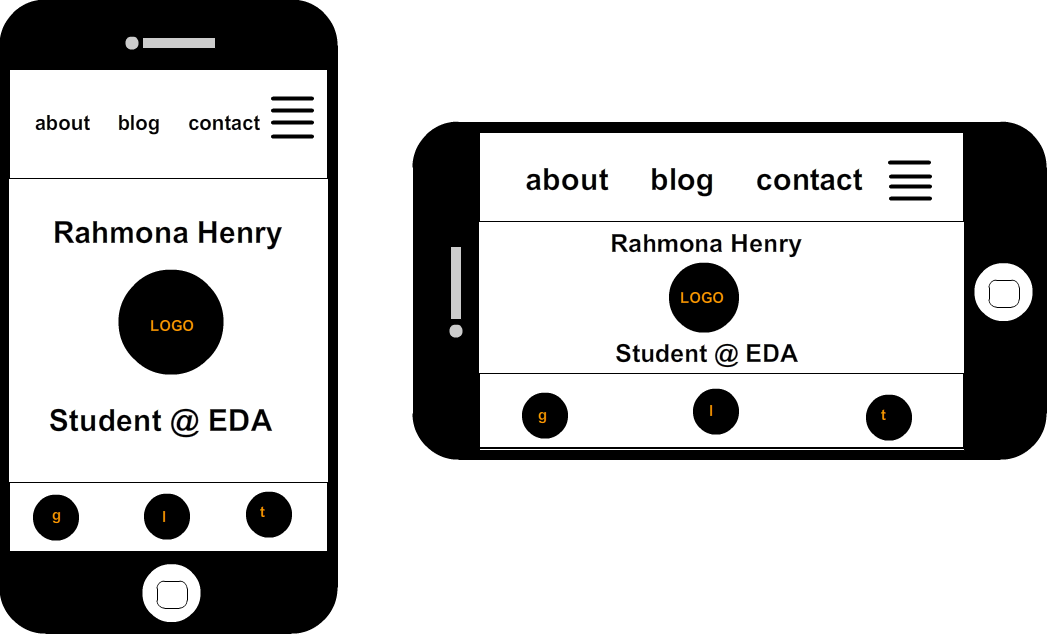 about blog contact
Rahmona Henry
LOGO
Student @ EDA
g l t
about blog contact
Rahmona Henry
LOGO
Student @ EDA
g l t